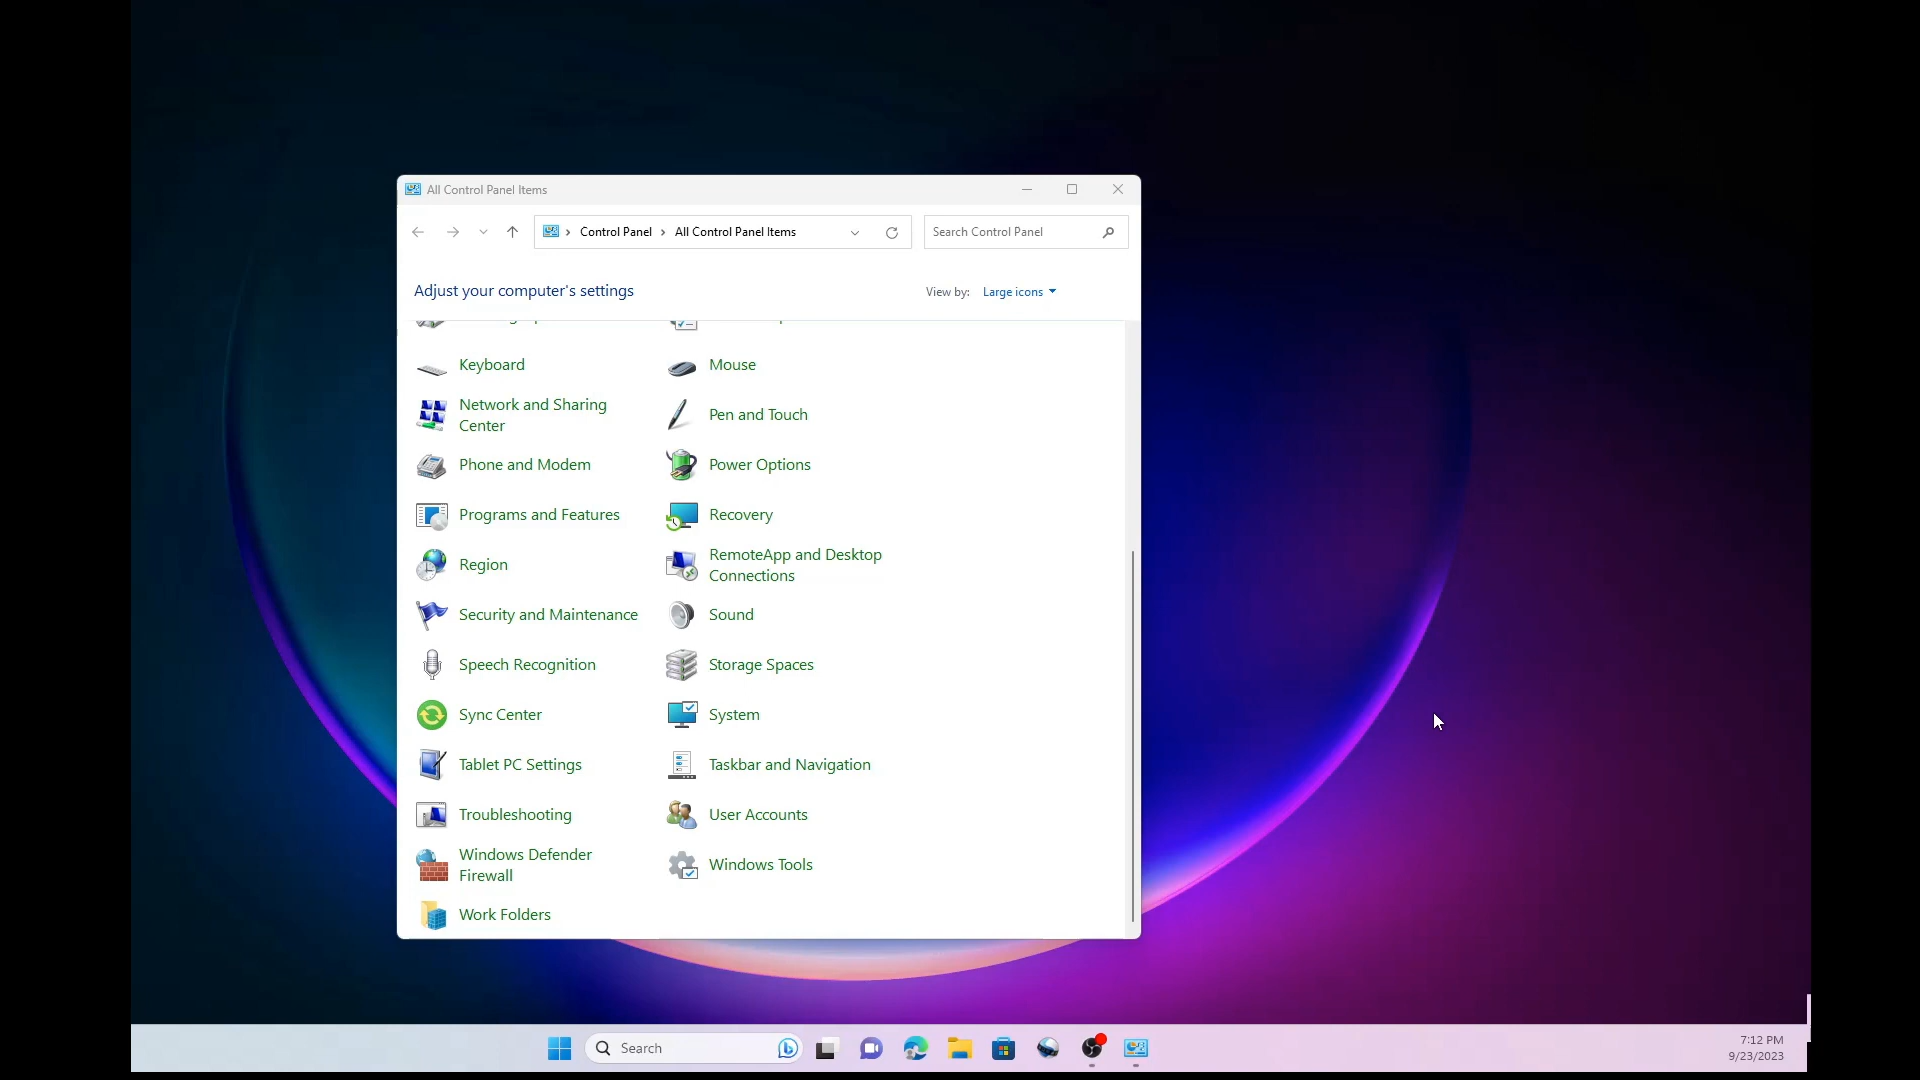 All Control Panel Items
Control Panel
All Control Panel Items
Search Control Panel
Adjust your computer's settings
View by:
Large icons
Keyboard
Mouse
Network and Sharing
Center
Pen and Touch
Phone and Modem
Power Options
Programs and Features
Recovery
Region
RemoteApp and Desktop
Connections
Security and Maintenance
Sound
Speech Recognition
Storage Spaces
Sync Center
System
Tablet PC Settings
Taskbar and Navigation
Troubleshooting
User Accounts
Windows Defender
Firewall
Windows Tools
Work Folders
Search
7:12 PM
9/23/2023